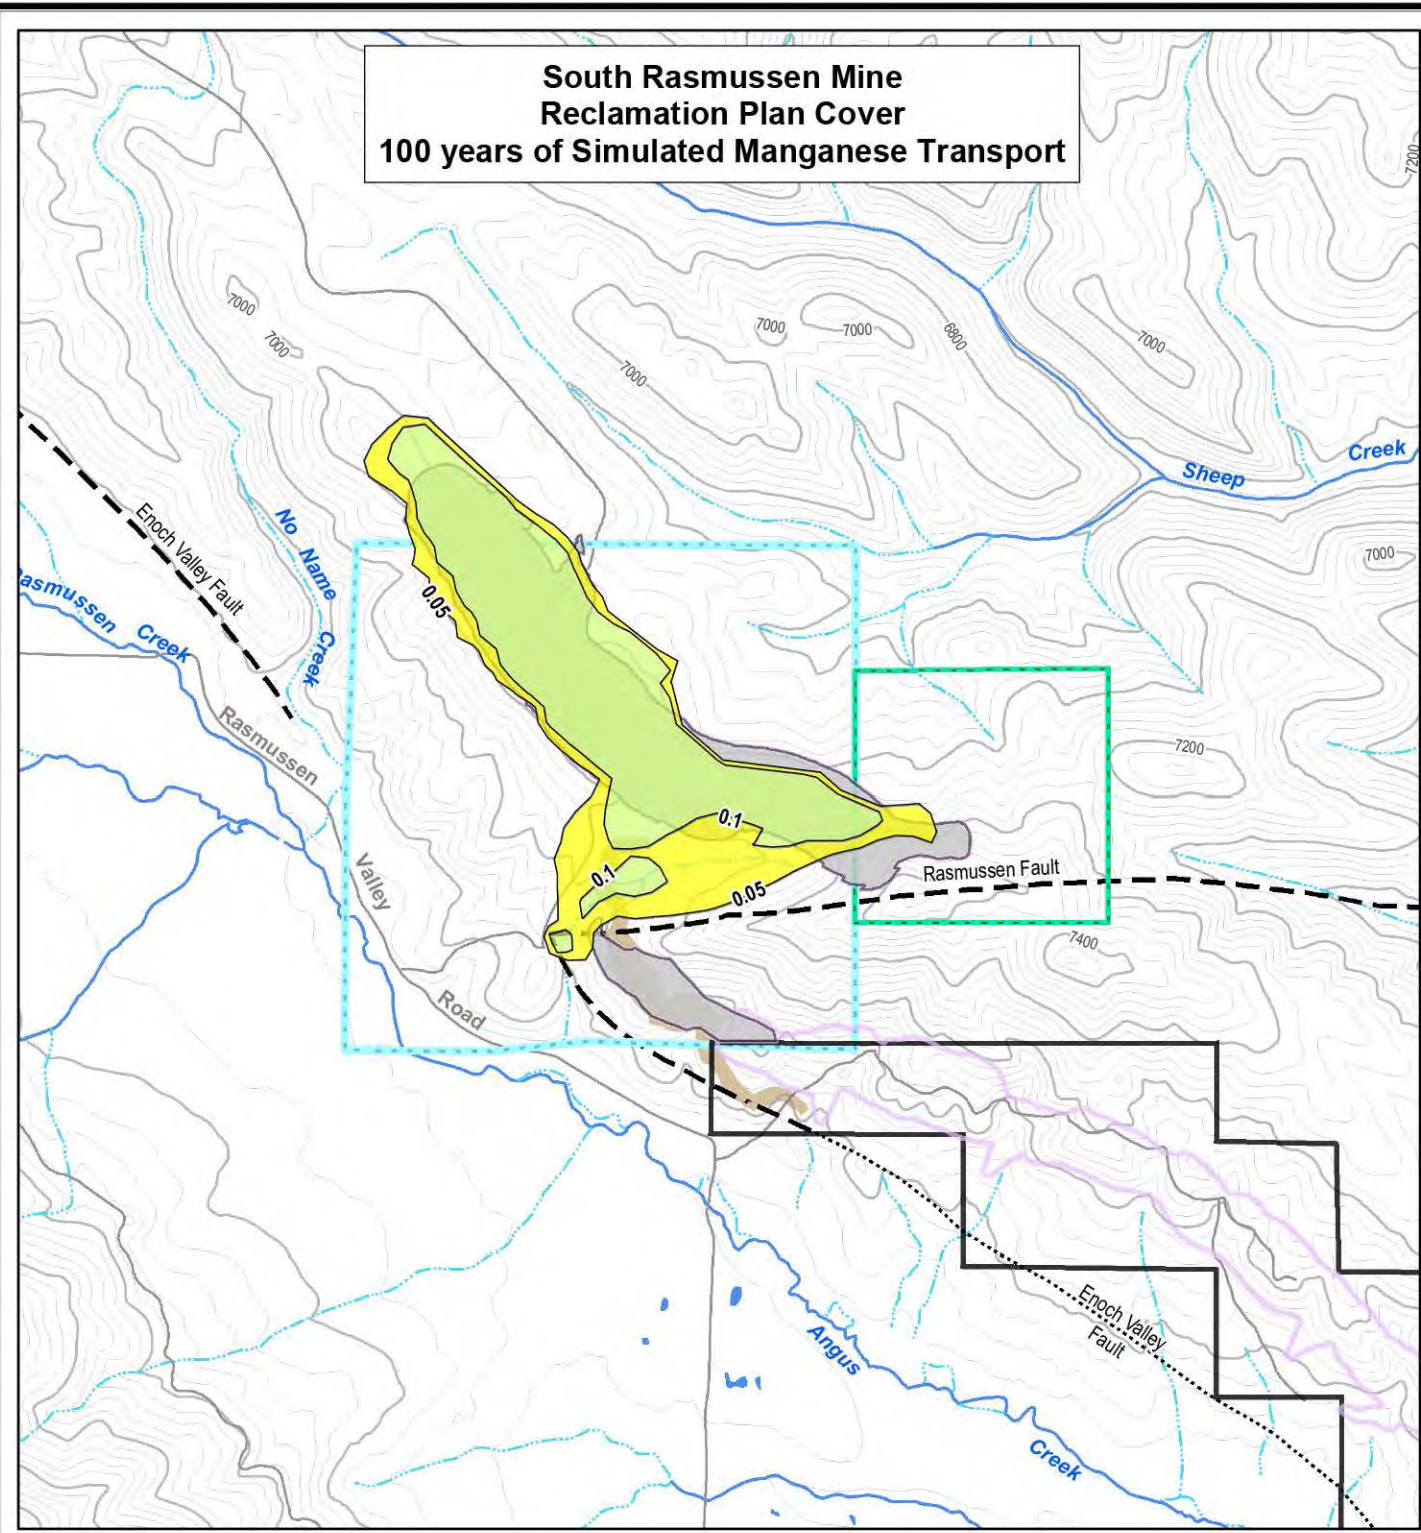 South Rasmussen Mine
Reclamation Plan Cover
100 years of Simulated Manganese Transport
7200
7000
7000
7000
7000
6800
7000
7000
Sheep Creek
7000
Enoch Valley Fault
No Name Creek
0.05
asmussen Creek
Rasmussen Valley Road
7200
0.1
0.1
0.05
Rasmussen Fault
7400
Enoch Valley
Fault
Angus Creek